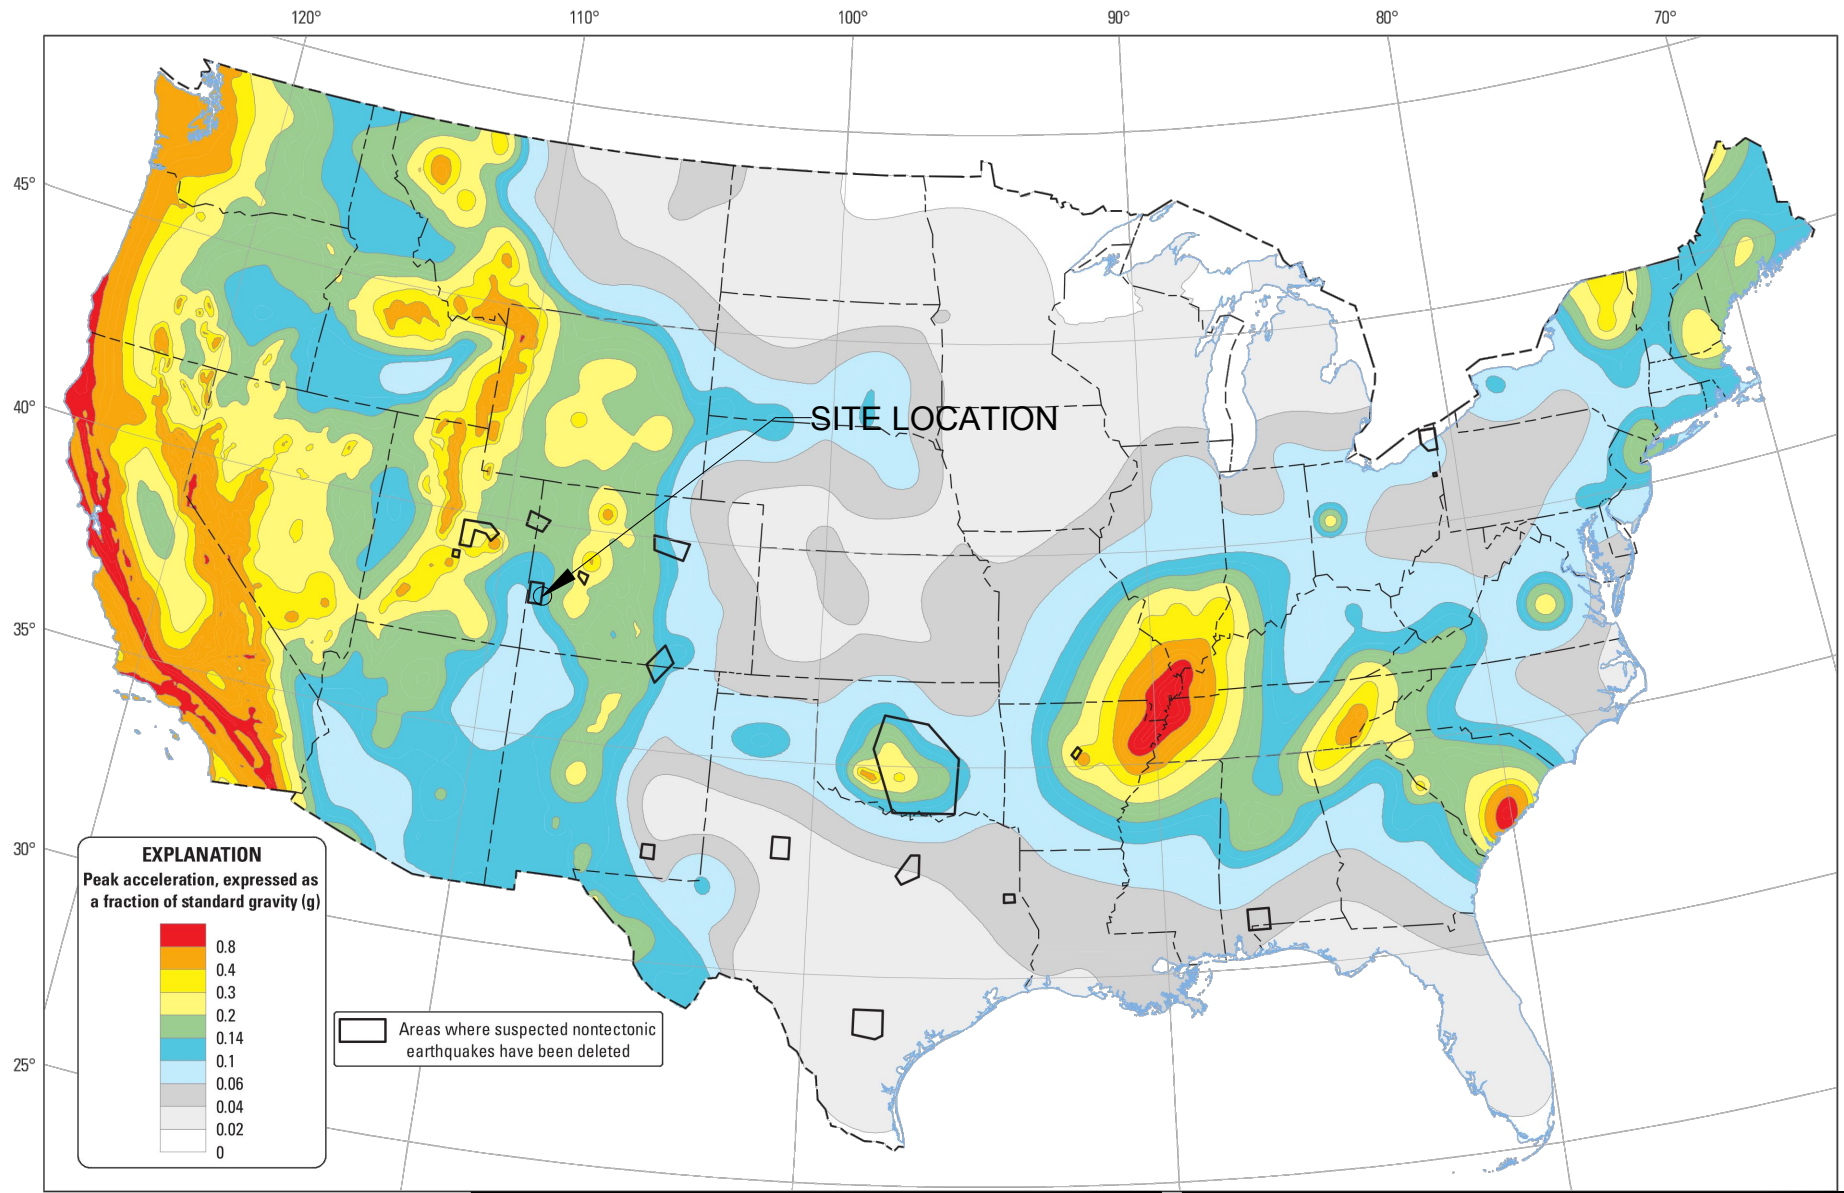 120° 110° 100° 90° 80° 70°
45°
40°
SITE LOCATION
35°
30°
25°
EXPLANATION
Peak acceleration, expressed as
a fraction of standard gravity (g)
0.8
0.4
0.3
0.2
0.14
0.1
0.06
0.04
0.02
0
Areas where suspected nontectonic
earthquakes have been deleted